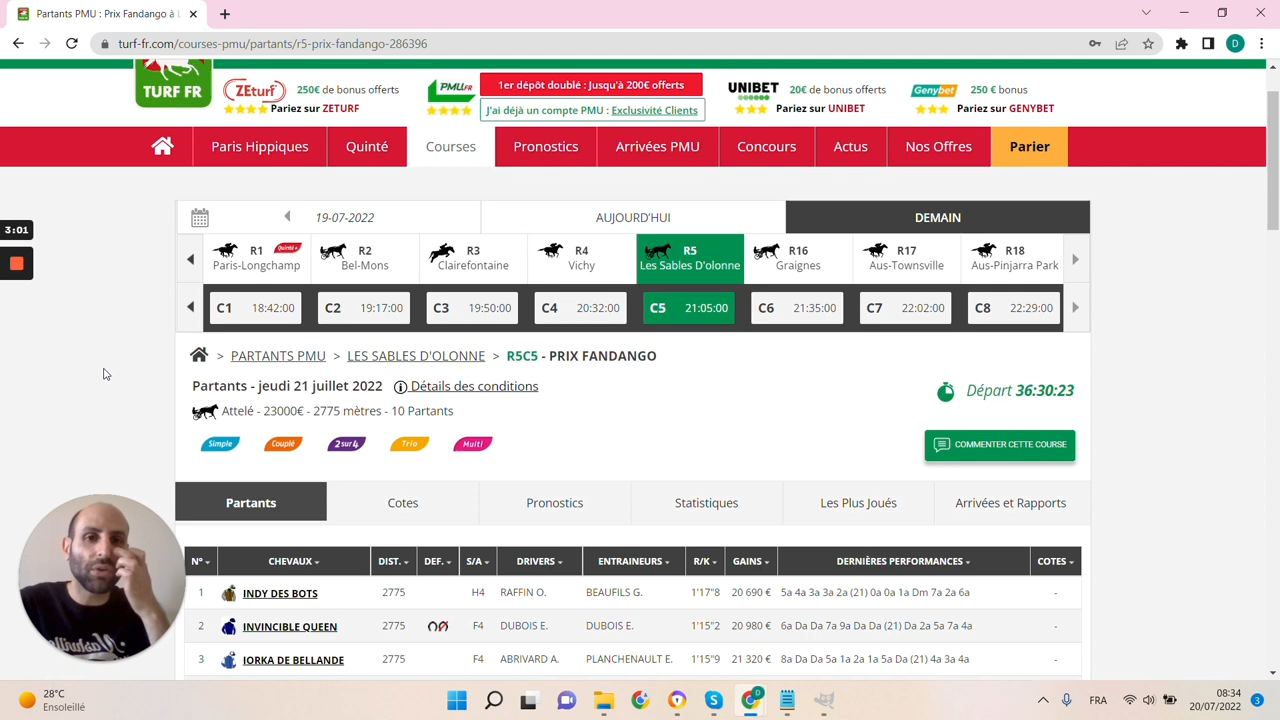 Partants PMU : Prix Fandango à L
turf-fr.com/courses-pmu/partants/r5-prix-fandango-286396
D
TURF FR
ZEturf
250€ de bonus offerts
Pariez sur ZETURF
PMU.FR
1er dépôt doublé : Jusqu'à 200€ offerts
J'ai déjà un compte PMU : Exclusivité Clients
UNIBET
20€ de bonus offerts
Pariez sur UNIBET
Genybet
250 € bonus
Pariez sur GENYBET
Paris Hippiques Quinté Courses Pronostics Arrivées PMU Concours Actus Nos Offres Parier
3:01
19-07-2022 AUJOURD'HUI DEMAIN
R1 Quinté+ R2 R3 R4 R5 R16 R17 R18
Paris-Longchamp Bel-Mons Clairefontaine Vichy Les Sables D'olonne Graignes Aus-Townsville Aus-Pinjarra Park
C1 18:42:00 C2 19:17:00 C3 19:50:00 C4 20:32:00 C5 21:05:00 C6 21:35:00 C7 22:02:00 C8 22:29:00
> PARTANTS PMU > LES SABLES D'OLONNE > R5C5 - PRIX FANDANGO
Partants - jeudi 21 juillet 2022 Détails des conditions
Départ 36:30:23
Attelé - 23000€ - 2775 mètres - 10 Partants
Simple Couplé 2 sur 4 Trio Multi
COMMENTER CETTE COURSE
Partants Cotes Pronostics Statistiques Les Plus Joués Arrivées et Rapports
N° CHEVAUX DIST. DEF. S/A DRIVERS ENTRAINEURS R/K GAINS DERNIÈRES PERFORMANCES COTES
1 INDY DES BOTS 2775 H4 RAFFIN O. BEAUFILS G. 1'17"8 20 690 € 5a 4a 3a 3a 2a (21) 0a 0a 1a Dm 7a 2a 6a -
2 INVINCIBLE QUEEN 2775 F4 DUBOIS E. DUBOIS E. 1'15"2 20 980 € 6a Da Da 7a 9a Da Da (21) Da 2a 5a 7a 4a -
3 IORKA DE BELLANDE 2775 F4 ABRIVARD A. PLANCHENAULT E. 1'15"9 21 320 € 8a Da Da 5a 1a 2a 1a 5a Da (21) 4a 3a 4a -
Nashville
28°C
Ensoleillé
D
FRA
08:34
20/07/2022
3